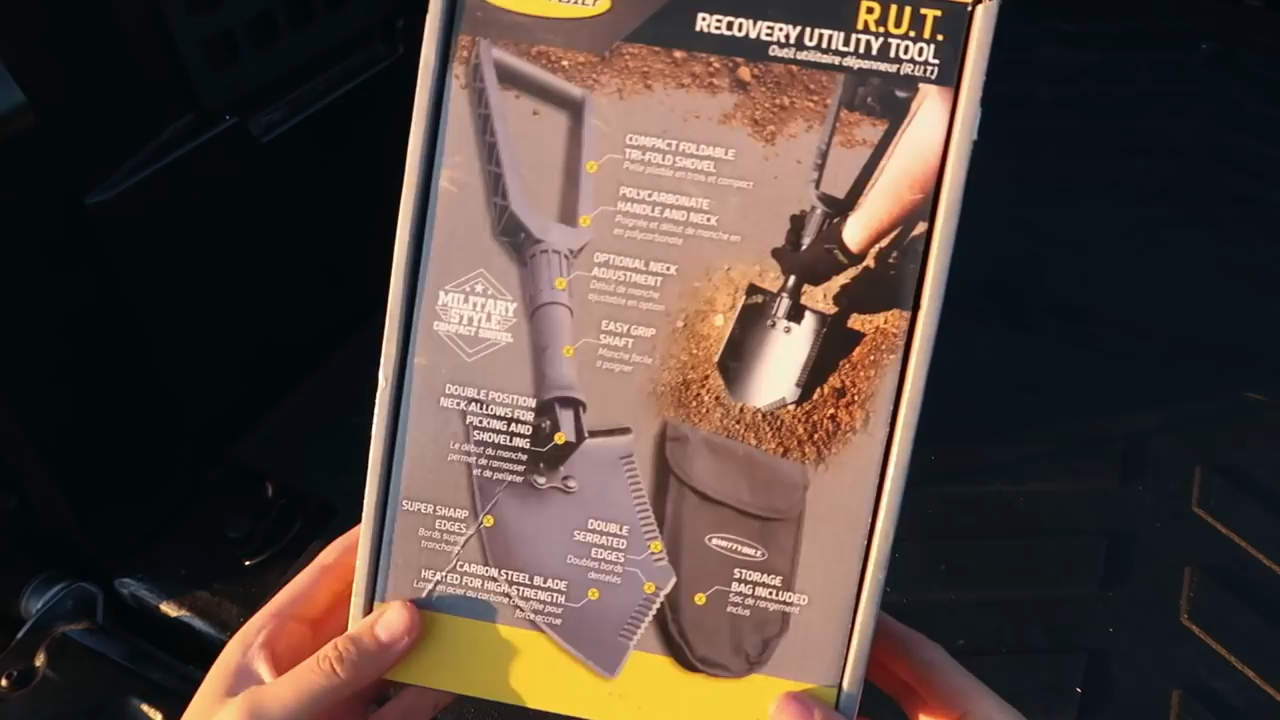 R.U.T.
RECOVERY UTILITY TOOL
Outil utilitaire dépanneur (R.U.T.)
COMPACT FOLDABLE
TRI-FOLD SHOVEL
Pelle pliable en trois et compact
POLYCARBONATE
HANDLE AND NECK
Poignée et début de manche en
en polycarbonate
OPTIONAL NECK
ADJUSTMENT
Début de manche
ajustable en option
MILITARY
STYLE
COMPACT SHOVEL
EASY GRIP
SHAFT
Manche facile
à poigner
DOUBLE POSITION
NECK ALLOWS FOR
PICKING AND
SHOVELING
Le début du manche
permet de ramasser
et de pelleter
SUPER SHARP
EDGES
Bords super
tranchants
DOUBLE
SERRATED
EDGES
Doubles bords
dentelés
CARBON STEEL BLADE
HEATED FOR HIGH-STRENGTH
Lame en acier au carbone chauffée pour
force accrue
SMITTYBILT
STORAGE
BAG INCLUDED
Sac de rangement
inclus